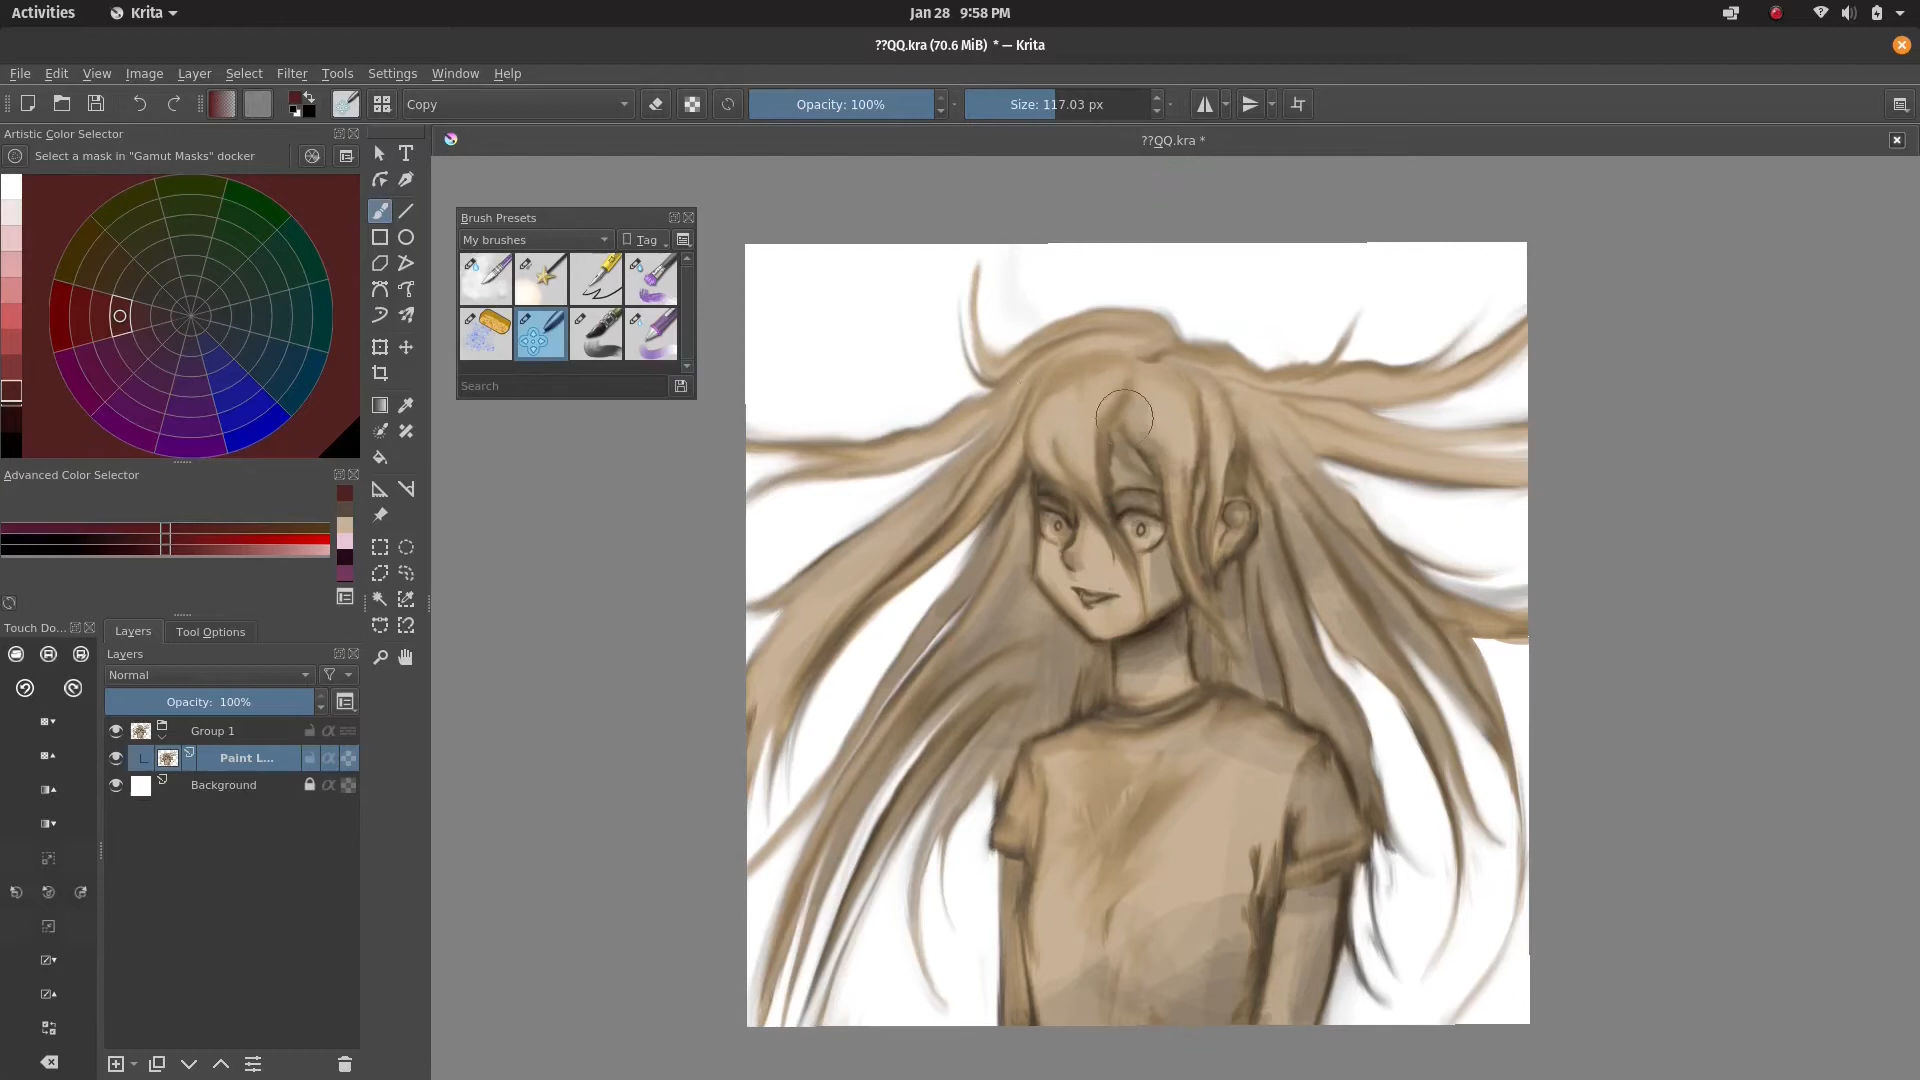 Activities
Krita
Jan 28 9:58 PM
??QQ.kra (70.6 MiB) * — Krita
File Edit View Image Layer Select Filter Tools Settings Window Help
Copy
Opacity: 100%
Size: 117.03 px
Artistic Color Selector
Select a mask in "Gamut Masks" docker
??QQ.kra *
Brush Presets
My brushes
Tag
Search
Advanced Color Selector
Touch Do...
Layers
Tool Options
Layers
Normal
Opacity: 100%
Group 1
Paint L...
Background